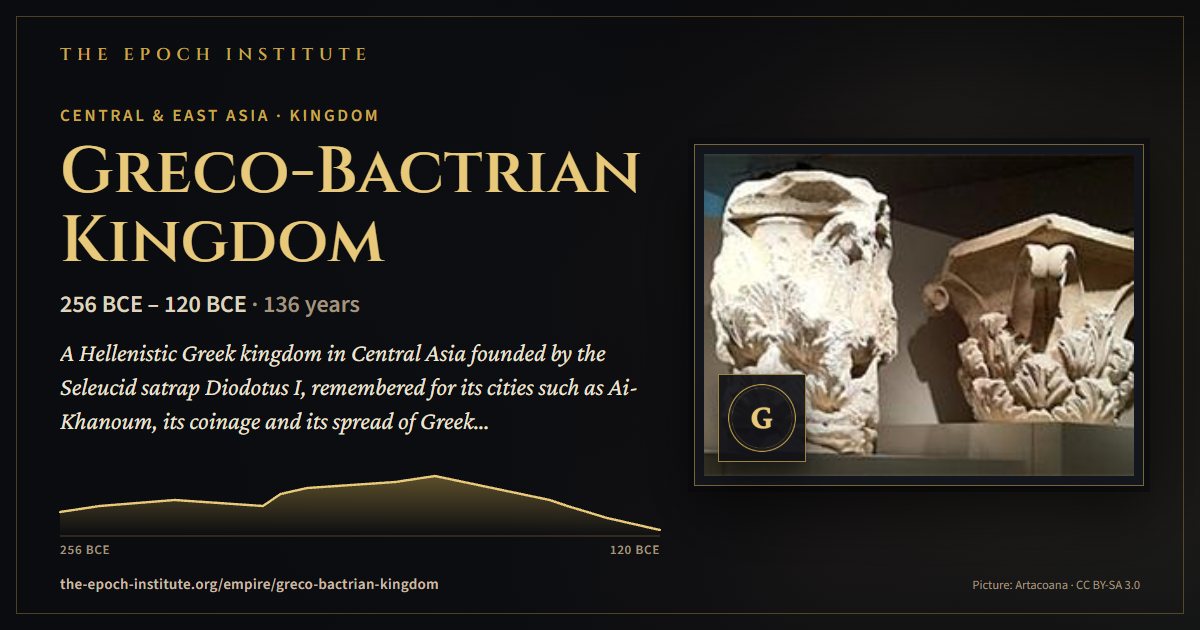 THE EPOCH INSTITUTE
CENTRAL & EAST ASIA · KINGDOM
GRECO-BACTRIAN
KINGDOM
256 BCE – 120 BCE · 136 years
A Hellenistic Greek kingdom in Central Asia founded by the
Seleucid satrap Diodotus I, remembered for its cities such as Ai-
Khanoum, its coinage and its spread of Greek...
G
256 BCE
120 BCE
the-epoch-institute.org/empire/greco-bactrian-kingdom
Picture: Artacoana · CC BY-SA 3.0